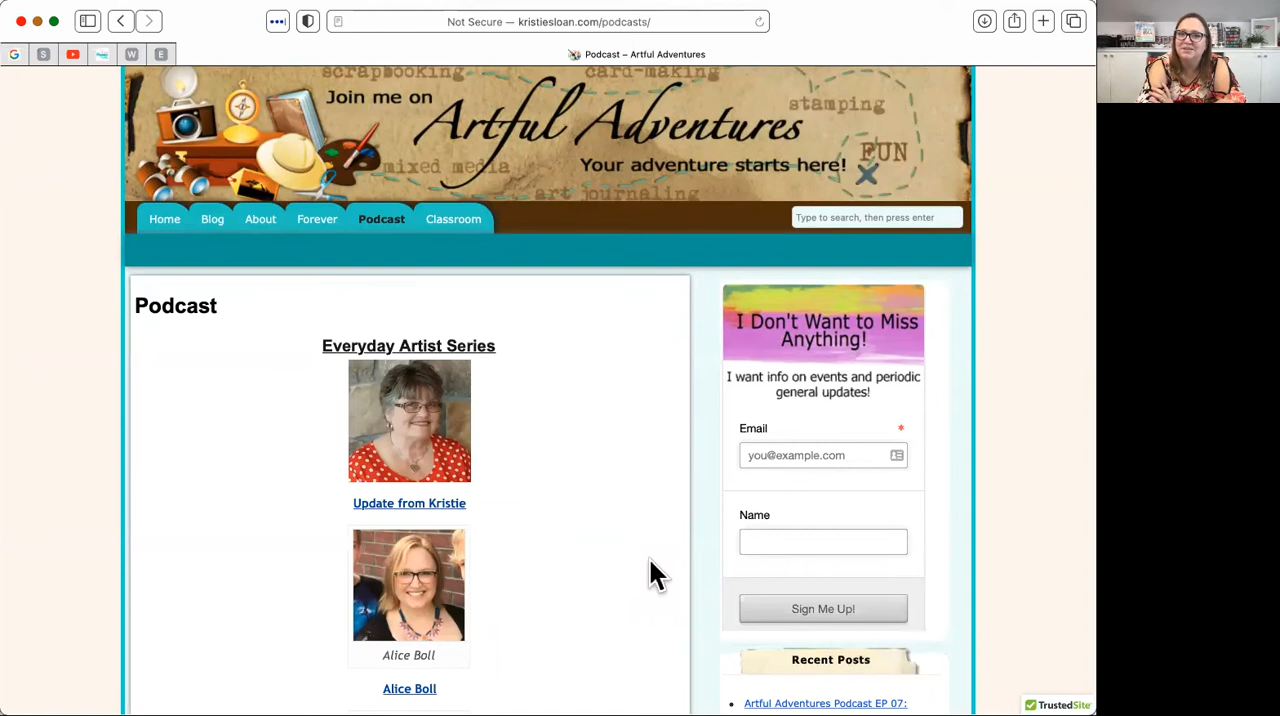 Not Secure — kristiesloan.com/podcasts/
G S W E
Podcast – Artful Adventures
scrapbooking card-making
Join me on Artful Adventures stamping
mixed media Your adventure starts here! FUN
art journaling
Home Blog About Forever Podcast Classroom Type to search, then press enter
Podcast
Everyday Artist Series
Update from Kristie
Alice Boll
Alice Boll
I Don't Want to Miss
Anything!
I want info on events and periodic
general updates!
Email *
you@example.com
Name
Sign Me Up!
Recent Posts
Artful Adventures Podcast EP 07:
TrustedSite